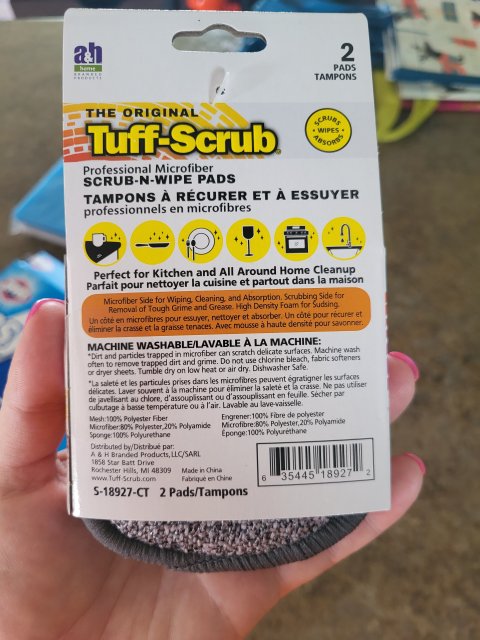 a&h
home
BRANDED
PRODUCTS
2
PADS
TAMPONS
THE ORIGINAL
Tuff-Scrub®
SCRUBS
• WIPES •
ABSORBS
Professional Microfiber
SCRUB-N-WIPE PADS
TAMPONS À RÉCURER ET À ESSUYER
professionnels en microfibres
Perfect for Kitchen and All Around Home Cleanup
Parfait pour nettoyer la cuisine et partout dans la maison
Microfiber Side for Wiping, Cleaning, and Absorption. Scrubbing Side for
Removal of Tough Grime and Grease. High Density Foam for Sudsing.
Un côté en microfibres pour essuyer, nettoyer et absorber. Un côté pour récurer et
éliminer la crasse et la graisse tenaces. Avec mousse à haute densité pour savonner.
MACHINE WASHABLE/LAVABLE À LA MACHINE:
*Dirt and particles trapped in microfiber can scratch delicate surfaces. Machine wash
often to remove trapped dirt and grime. Do not use chlorine bleach, fabric softeners
or dryer sheets. Tumble dry on low heat or air dry. Dishwasher Safe.
*La saleté et les particules prises dans les microfibres peuvent égratigner les surfaces
délicates. Laver souvent à la machine pour éliminer la saleté et la crasse. Ne pas utiliser
de javellisant au chlore, d'assouplisant ou d'assouplisant en feuille. Sécher par
culbutage à basse température ou à l'air. Lavable au lave-vaisselle.
Mesh:100% Polyester Fiber
Microfiber:80% Polyester,20% Polyamide
Sponge:100% Polyurethane
Engrener:100% Fibre de polyester
Microfibre:80% Polyester,20% Polyamide
Éponge:100% Polyuréthane
Distributed by/Distribué par:
A & H Branded Products, LLC/SARL
1858 Star Batt Drive
Rochester Hills, MI 48309
www.Tuff-Scrub.com
Made in China
Fabriqué en Chine
6 35445 18927 2
S-18927-CT 2 Pads/Tampons